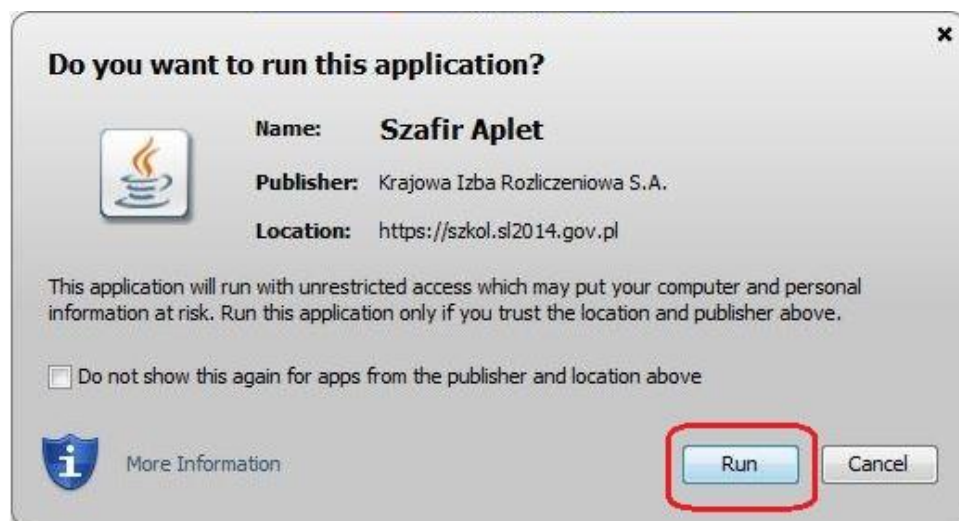 Do you want to run this application?
Name: Szafir Aplet
Publisher: Krajowa Izba Rozliczeniowa S.A.
Location: https://szkol.sl2014.gov.pl
This application will run with unrestricted access which may put your computer and personal
information at risk. Run this application only if you trust the location and publisher above.
Do not show this again for apps from the publisher and location above
More Information
Run
Cancel